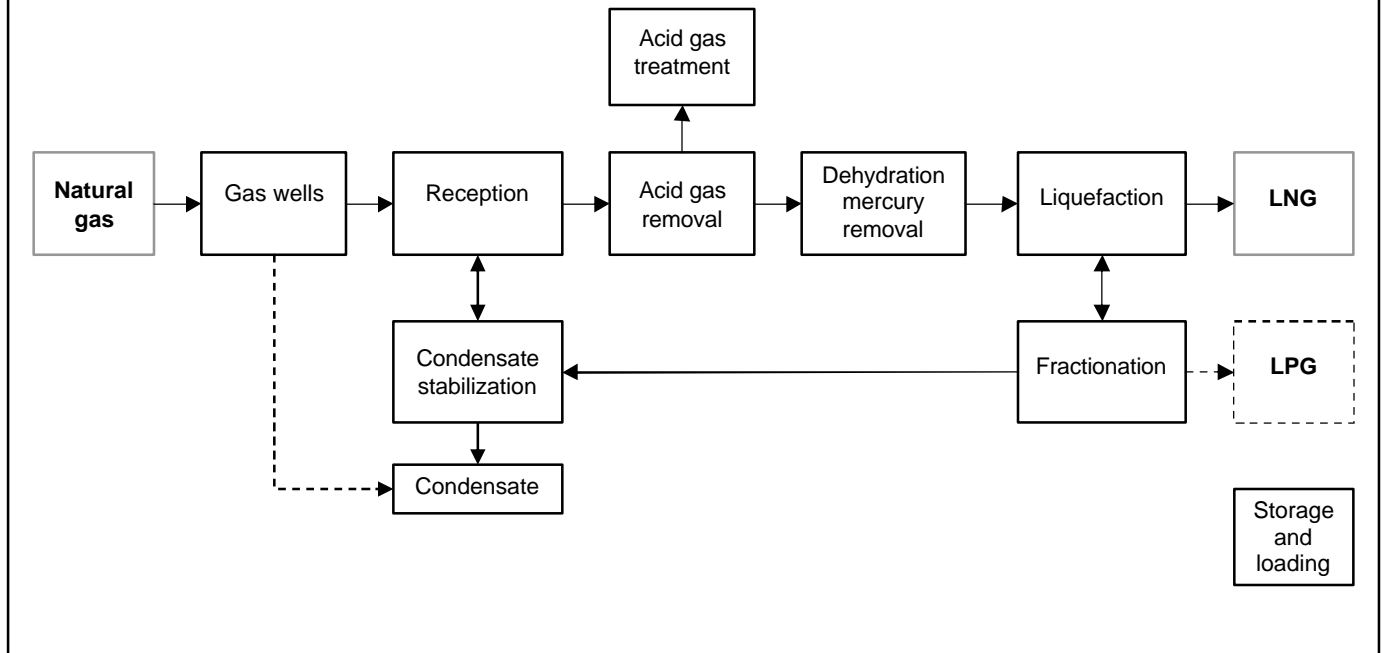 Acid gas
treatment
Natural
gas
Gas wells
Reception
Acid gas
removal
Dehydration
mercury
removal
Liquefaction
LNG
Condensate
stabilization
Fractionation
LPG
Condensate
Storage
and
loading